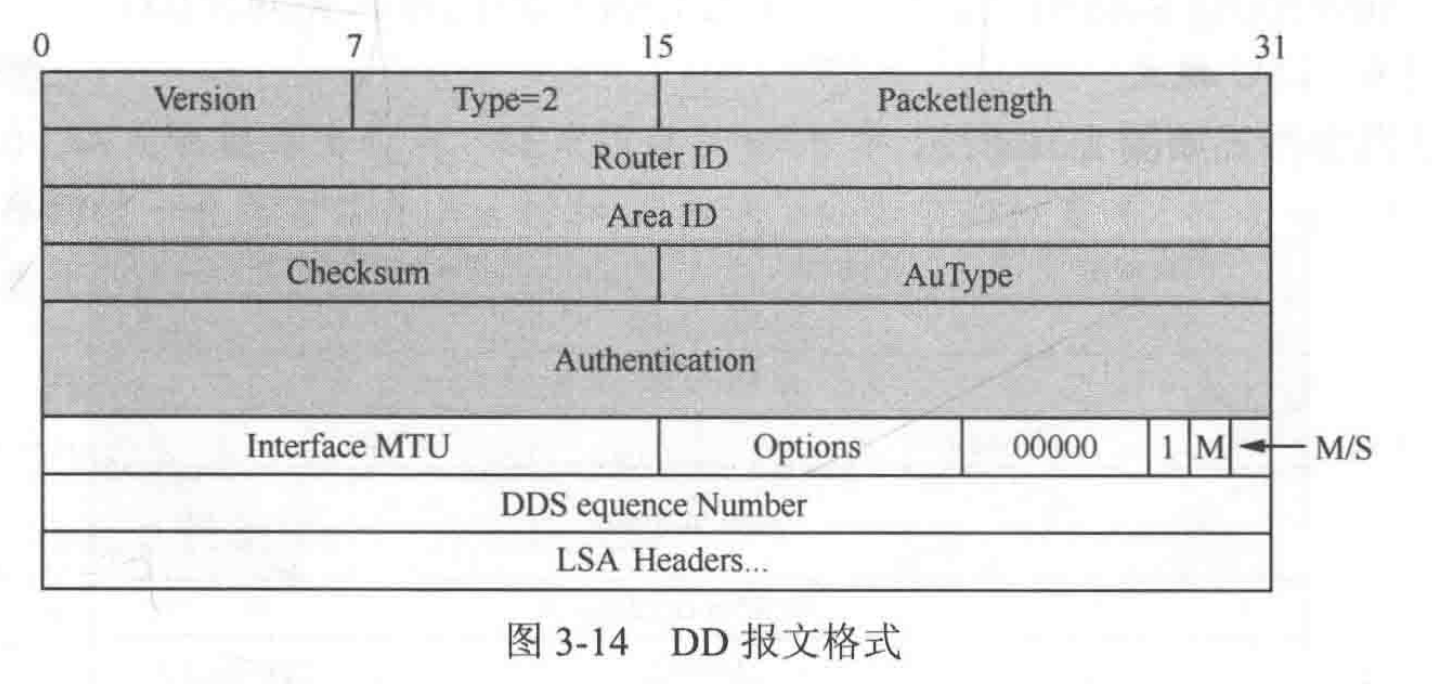 0 7 15 31
Version Type=2 Packetlength
Router ID
Area ID
Checksum AuType
Authentication
Interface MTU Options 00000 1 M M/S
DDS equence Number
LSA Headers...
图 3-14 DD 报文格式